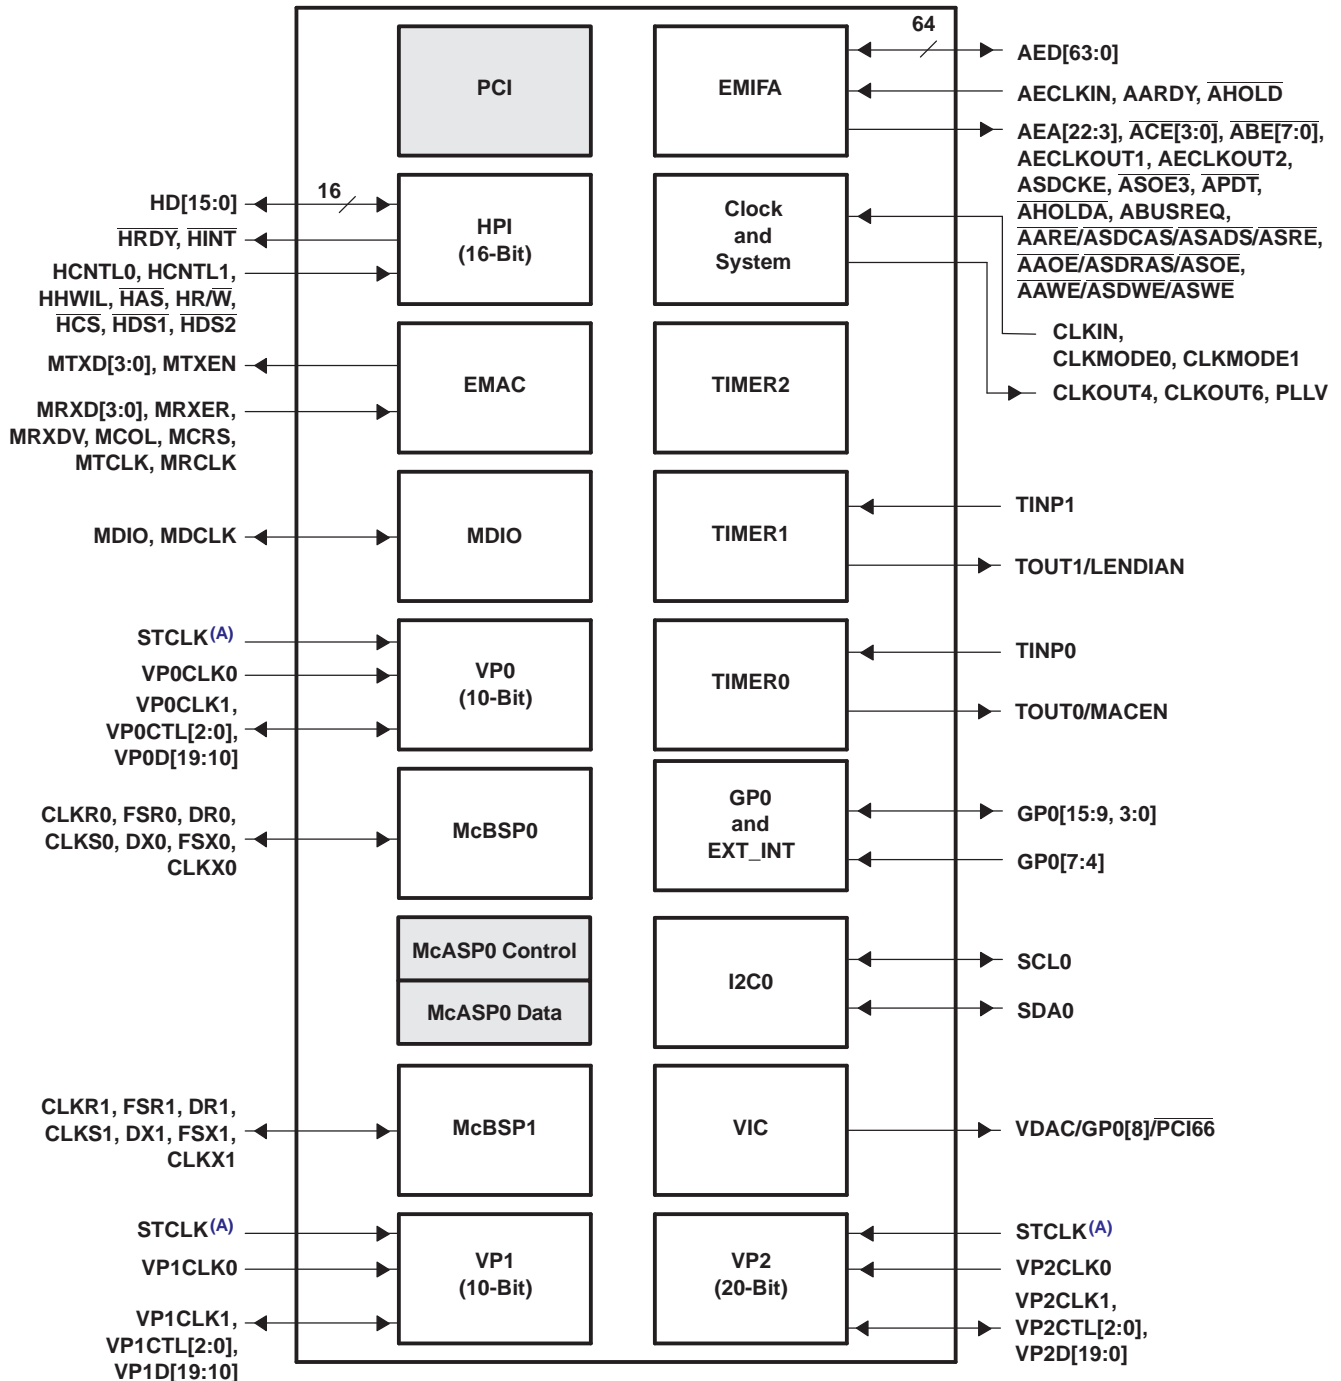 64
PCI
EMIFA
AED[63:0]
AECLKIN, AARDY, AHOLD
AEA[22:3], ACE[3:0], ABE[7:0],
AECLKOUT1, AECLKOUT2,
ASDCKE, ASOE3, APDT,
AHOLDA, ABUSREQ,
AARE/ASDCAS/ASADS/ASRE,
AAOE/ASDRAS/ASOE,
AAWE/ASDWE/ASWE
HD[15:0]
16
HRDY, HINT
HCNTL0, HCNTL1,
HHWIL, HAS, HR/W,
HCS, HDS1, HDS2
HPI
(16-Bit)
Clock
and
System
CLKIN,
CLKMODE0, CLKMODE1
CLKOUT4, CLKOUT6, PLLV
MTXD[3:0], MTXEN
MRXD[3:0], MRXER,
MRXDV, MCOL, MCRS,
MTCLK, MRCLK
EMAC
TIMER2
MDIO, MDCLK
MDIO
TIMER1
TINP1
TOUT1/LENDIAN
STCLK(A)
VP0CLK0
VP0CLK1,
VP0CTL[2:0],
VP0D[19:10]
VP0
(10-Bit)
TIMER0
TINP0
TOUT0/MACEN
CLKR0, FSR0, DR0,
CLKS0, DX0, FSX0,
CLKX0
McBSP0
GP0
and
EXT_INT
GP0[15:9, 3:0]
GP0[7:4]
McASP0 Control
McASP0 Data
I2C0
SCL0
SDA0
CLKR1, FSR1, DR1,
CLKS1, DX1, FSX1,
CLKX1
McBSP1
VIC
VDAC/GP0[8]/PCI66
STCLK(A)
VP1CLK0
VP1CLK1,
VP1CTL[2:0],
VP1D[19:10]
VP1
(10-Bit)
VP2
(20-Bit)
STCLK(A)
VP2CLK0
VP2CLK1,
VP2CTL[2:0],
VP2D[19:0]